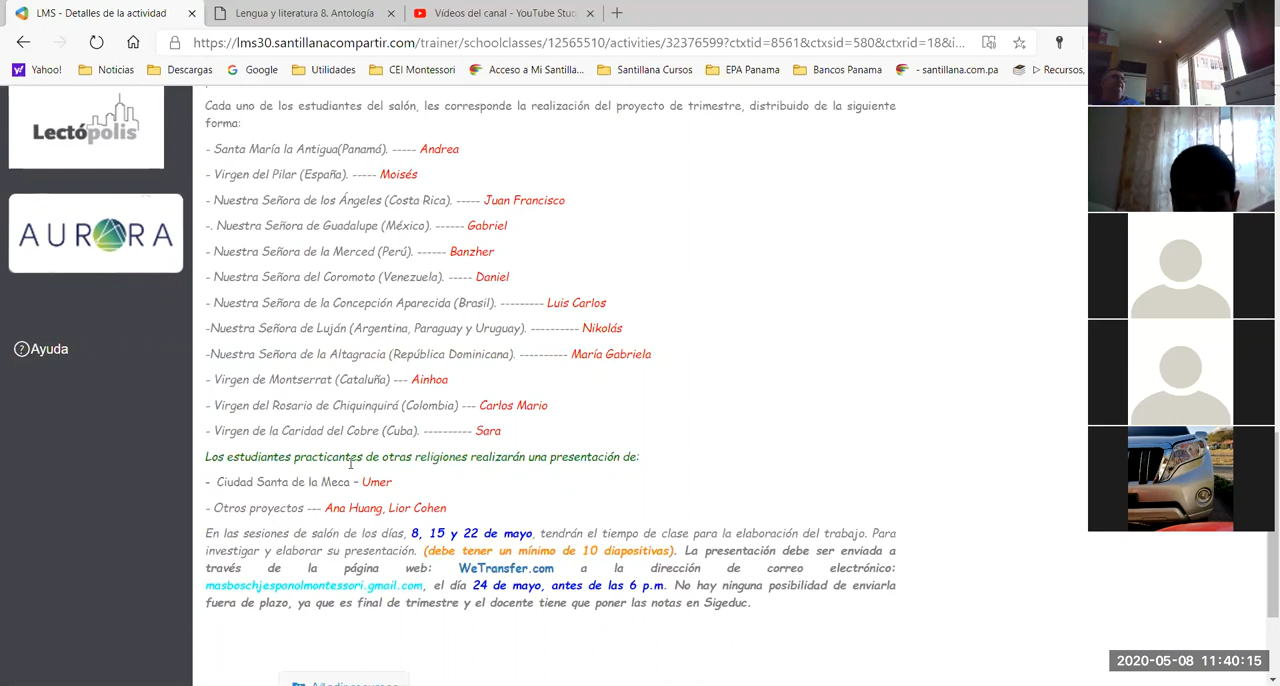 LMS - Detalles de la actividad
Lengua y literatura 8. Antología
Vídeos del canal - YouTube Stu
https://lms30.santillanacompartir.com/trainer/schoolclasses/12565510/activities/32376599?ctxtid=8561&ctxsid=580&ctxrid=18&i...
Yahoo! Noticias Descargas Google Utilidades CEI Montessori Acceso a Mi Santilla... Santillana Cursos EPA Panama Bancos Panama - santillana.com.pa > Recursos,
Lectópolis
AURORA
Ayuda
Cada uno de los estudiantes del salón, les corresponde la realización del proyecto de trimestre, distribuido de la siguiente
forma:
- Santa María la Antigua(Panamá). ----- Andrea
- Virgen del Pilar (España). ----- Moisés
- Nuestra Señora de los Ángeles (Costa Rica). ----- Juan Francisco
-. Nuestra Señora de Guadalupe (México). ------ Gabriel
- Nuestra Señora de la Merced (Perú). ------ Banzher
- Nuestra Señora del Coromoto (Venezuela). ----- Daniel
- Nuestra Señora de la Concepción Aparecida (Brasil). --------- Luis Carlos
-Nuestra Señora de Luján (Argentina, Paraguay y Uruguay). ---------- Nikolás
-Nuestra Señora de la Altagracia (República Dominicana). ---------- María Gabriela
- Virgen de Montserrat (Cataluña) --- Ainhoa
- Virgen del Rosario de Chiquinquirá (Colombia) --- Carlos Mario
- Virgen de la Caridad del Cobre (Cuba). ---------- Sara
Los estudiantes practicantes de otras religiones realizarán una presentación de:
- Ciudad Santa de la Meca - Umer
- Otros proyectos --- Ana Huang, Lior Cohen
En las sesiones de salón de los días, 8, 15 y 22 de mayo, tendrán el tiempo de clase para la elaboración del trabajo. Para
investigar y elaborar su presentación. (debe tener un mínimo de 10 diapositivas). La presentación debe ser enviada a
través de la página web: WeTransfer.com a la dirección de correo electrónico:
masboschjespanolmontessori.gmail.com, el día 24 de mayo, antes de las 6 p.m. No hay ninguna posibilidad de enviarla
fuera de plazo, ya que es final de trimestre y el docente tiene que poner las notas en Sigeduc.
2020-05-08 11:40:15